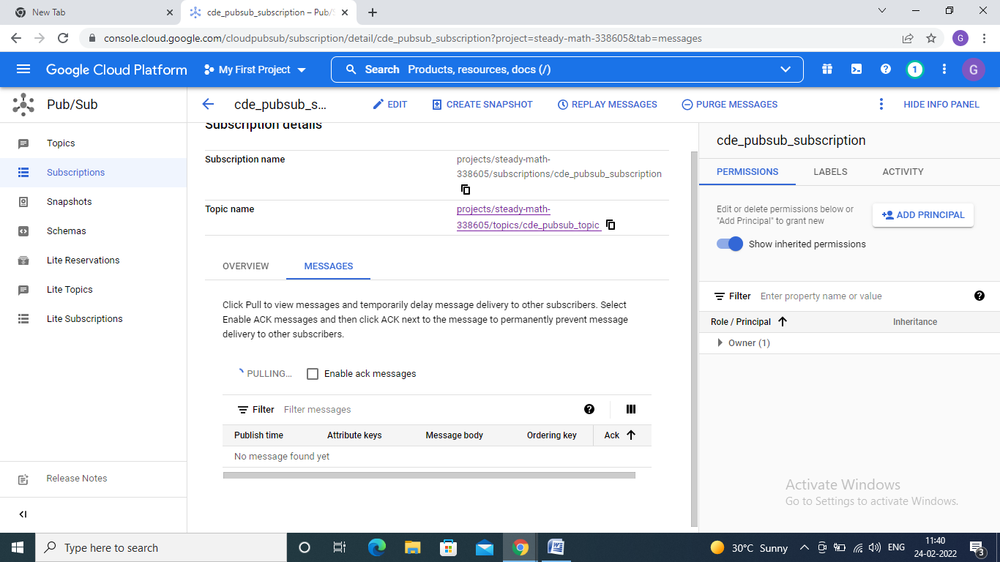 New Tab
cde_pubsub_subscription – Pub/S
console.cloud.google.com/cloudpubsub/subscription/detail/cde_pubsub_subscription?project=steady-math-338605&tab=messages
G
Google Cloud Platform
My First Project
Search Products, resources, docs (/)
1
G
Pub/Sub
cde_pubsub_s...
EDIT
CREATE SNAPSHOT
REPLAY MESSAGES
PURGE MESSAGES
HIDE INFO PANEL
Topics
Subscriptions
Snapshots
Schemas
Lite Reservations
Lite Topics
Lite Subscriptions
Release Notes
Subscription details
Subscription name
projects/steady-math-
338605/subscriptions/cde_pubsub_subscription
Topic name
projects/steady-math-
338605/topics/cde_pubsub_topic
OVERVIEW
MESSAGES
Click Pull to view messages and temporarily delay message delivery to other subscribers. Select
Enable ACK messages and then click ACK next to the message to permanently prevent message
delivery to other subscribers.
PULLING...
Enable ack messages
Filter Filter messages
Publish time Attribute keys Message body Ordering key Ack
No message found yet
cde_pubsub_subscription
PERMISSIONS
LABELS
ACTIVITY
Edit or delete permissions below or
"Add Principal" to grant new
ADD PRINCIPAL
Show inherited permissions
Filter Enter property name or value
Role / Principal Inheritance
Owner (1)
Activate Windows
Go to Settings to activate Windows.
Type here to search
30°C Sunny
ENG
11:40
24-02-2022
3